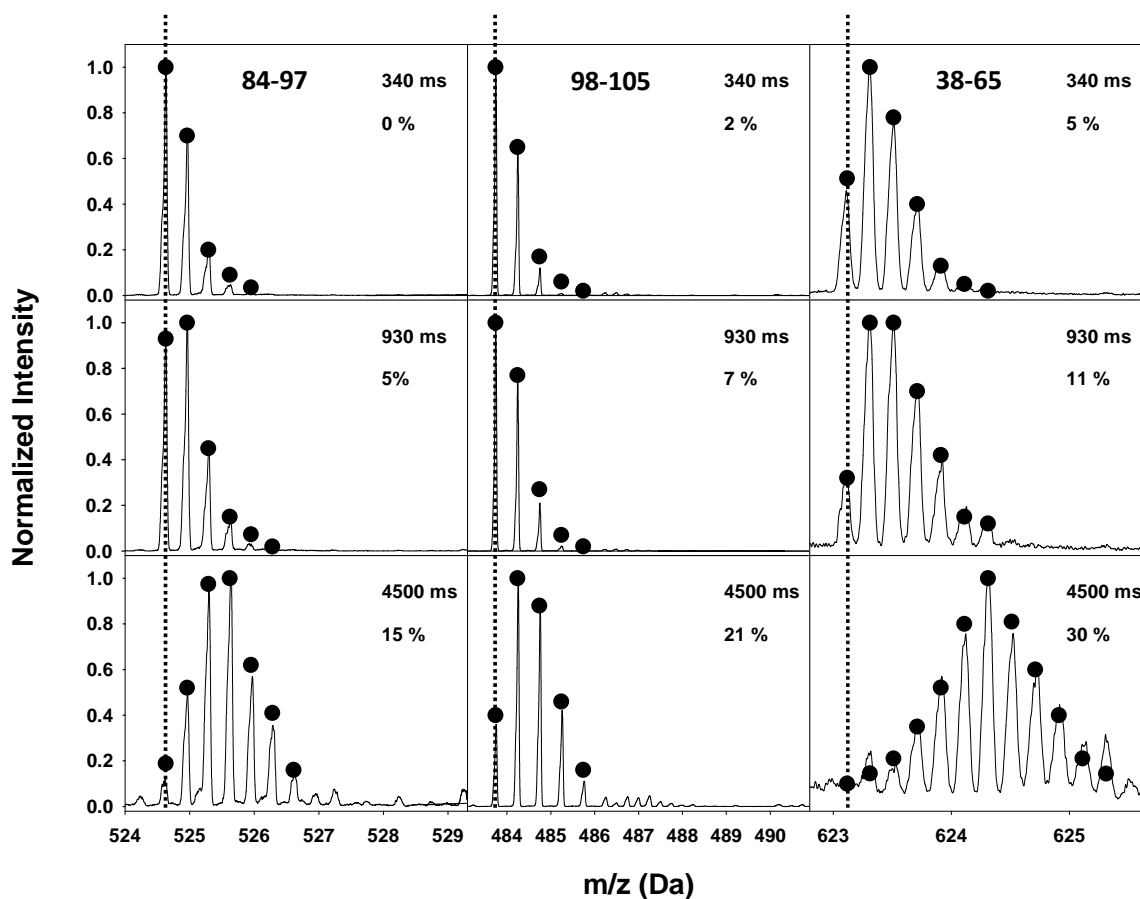 84-97
340 ms
0 %
98-105
340 ms
2 %
38-65
340 ms
5 %
1.0
0.8
0.6
0.4
0.2
0.0
930 ms
5%
930 ms
7 %
930 ms
11 %
1.0
0.8
0.6
0.4
0.2
0.0
4500 ms
15 %
4500 ms
21 %
4500 ms
30 %
1.0
0.8
0.6
0.4
0.2
0.0
Normalized Intensity
524 525 526 527 528 529
484 485 486 487 488 489 490
623 624 625
m/z (Da)